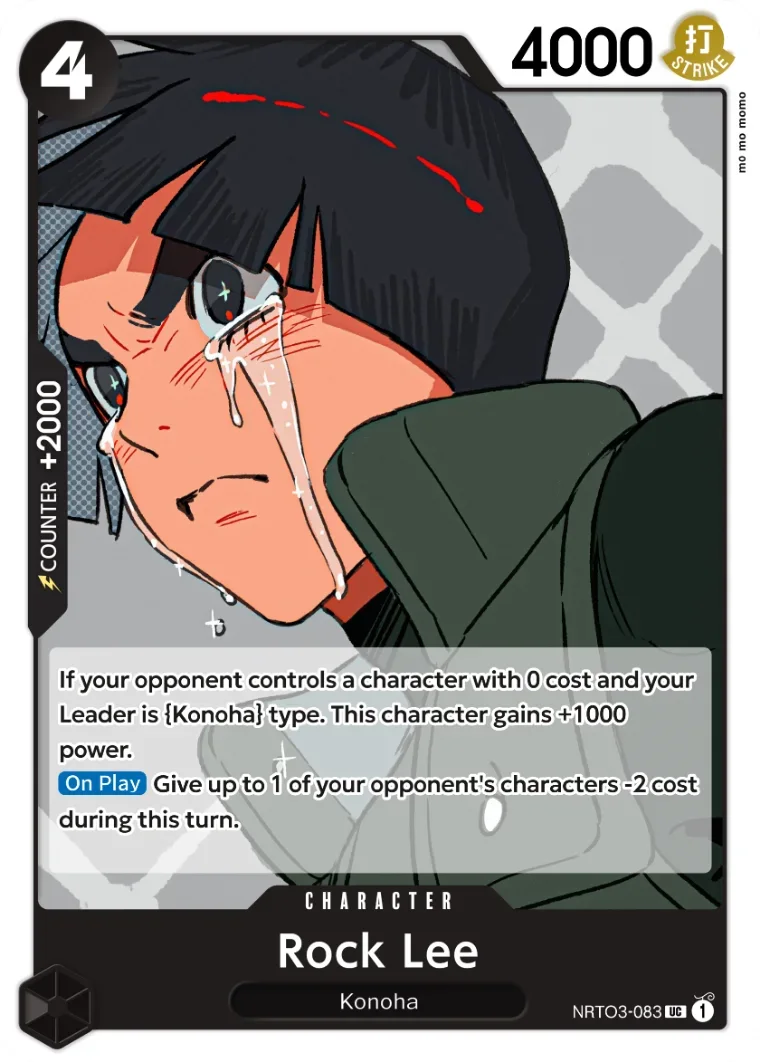 4
4000
打
STRIKE
mo mo momo
COUNTER +2000
If your opponent controls a character with 0 cost and your
Leader is {Konoha} type. This character gains +1000
power.
On Play Give up to 1 of your opponent's characters -2 cost
during this turn.
CHARACTER
Rock Lee
Konoha
NRTO3-083 UC 1